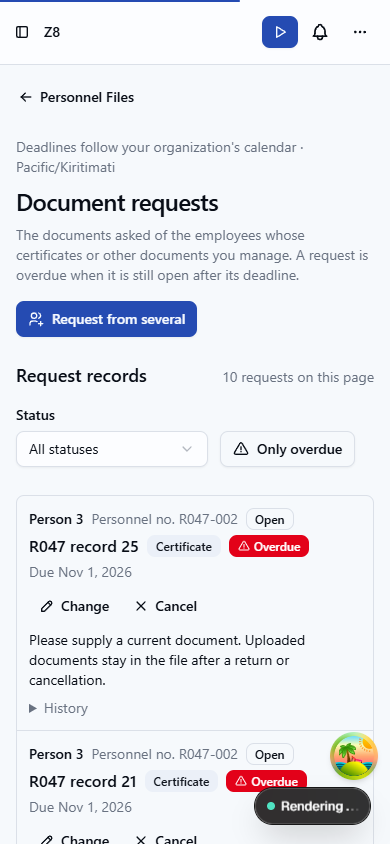 Z8
Personnel Files
Deadlines follow your organization's calendar ·
Pacific/Kiritimati
Document requests
The documents asked of the employees whose
certificates or other documents you manage. A request is
overdue when it is still open after its deadline.
Request from several
Request records
10 requests on this page
Status
All statuses
Only overdue
Person 3 Personnel no. R047-002 Open
R047 record 25 Certificate Overdue
Due Nov 1, 2026
Change Cancel
Please supply a current document. Uploaded
documents stay in the file after a return or
cancellation.
History
Person 3 Personnel no. R047-002 Open
R047 record 21 Certificate Overdue
Due Nov 1, 2026
Rendering ...
Change Cancel